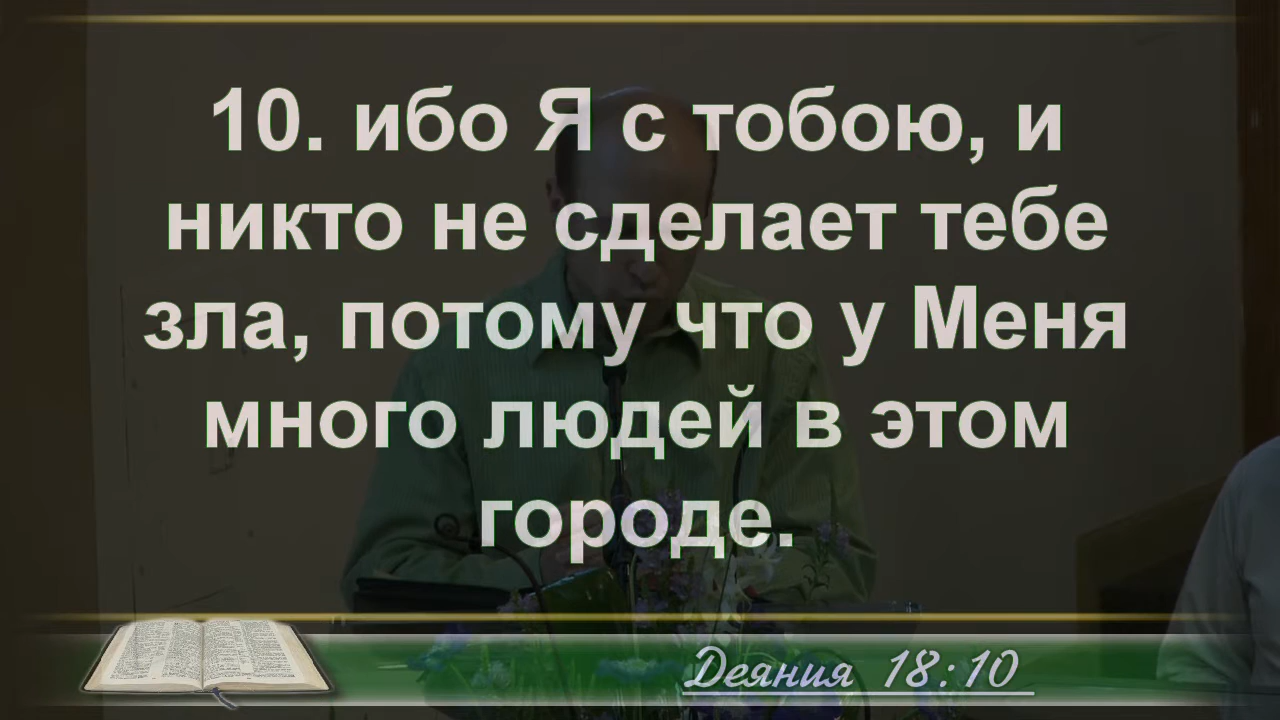 10. ибо Я с тобою, и
никто не сделает тебе
зла, потому что у Меня
много людей в этом
городе.
Деяния 18:10